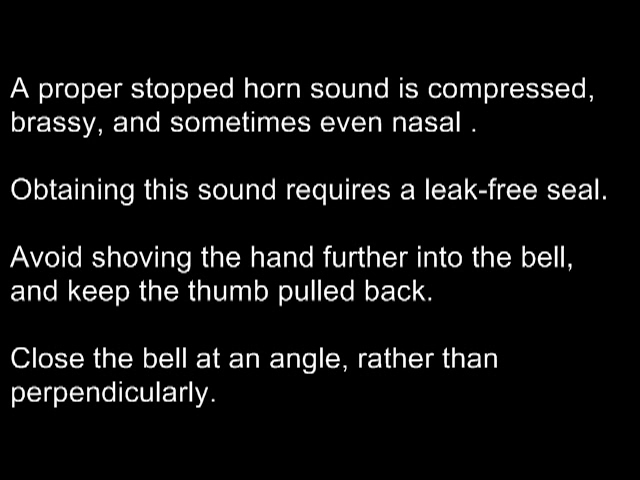 A proper stopped horn sound is compressed,
brassy, and sometimes even nasal .
Obtaining this sound requires a leak-free seal.
Avoid shoving the hand further into the bell,
and keep the thumb pulled back.
Close the bell at an angle, rather than
perpendicularly.